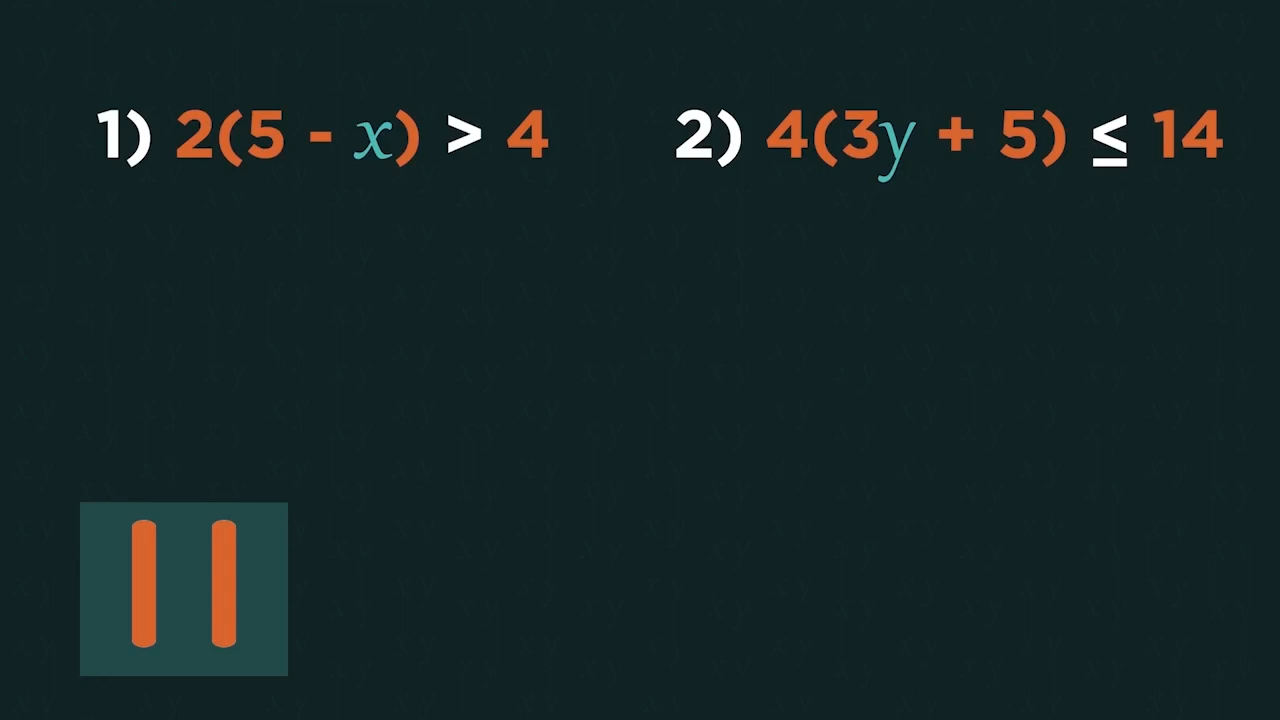 1) 2(5 - x) > 4
2) 4(3y + 5) ≤ 14